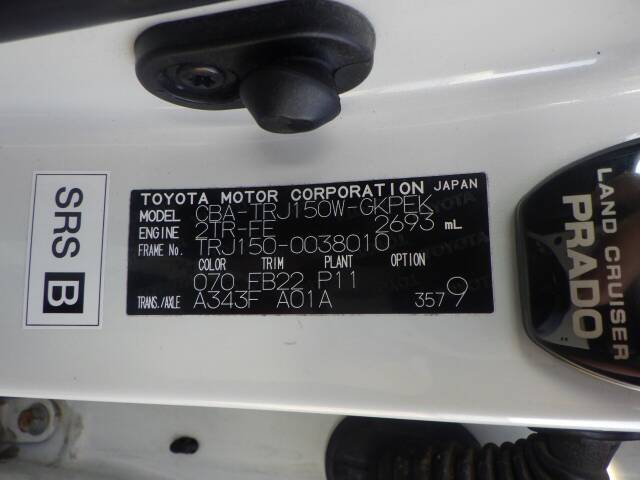 SRS B
TOYOTA MOTOR CORPORATION JAPAN
MODEL CBA-TRJ150W-GKPEK
ENGINE 2TR-FE 2693 mL
FRAME No. TRJ150-0038010
COLOR TRIM PLANT OPTION
070 FB22 P11
TRANS./AXLE A343F A01A 3579
LAND CRUISER
PRADO